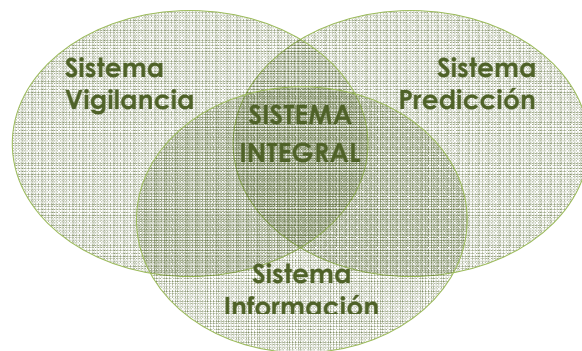 Sistema
Vigilancia
Sistema
Predicción
SISTEMA
INTEGRAL
Sistema
Información